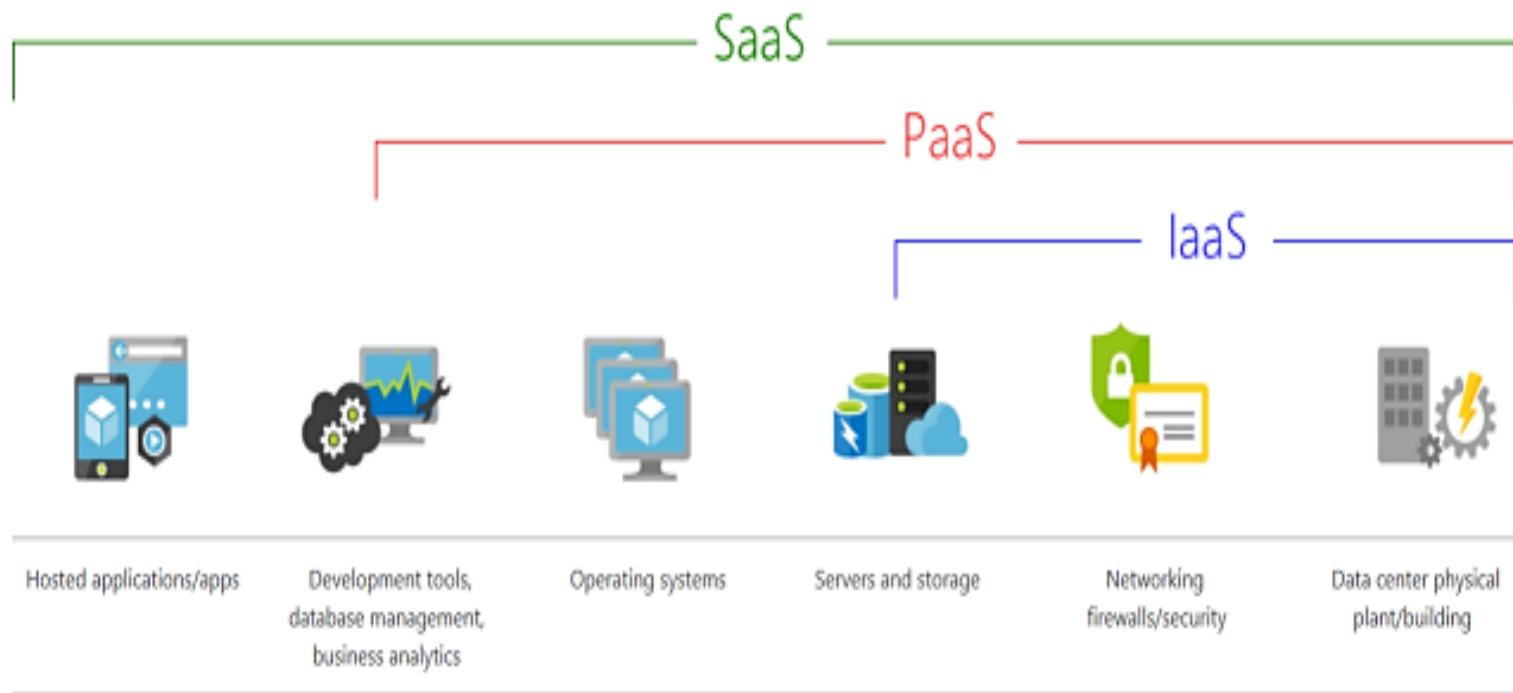 SaaS
PaaS
IaaS
Hosted applications/apps
Development tools,
database management,
business analytics
Operating systems
Servers and storage
Networking
firewalls/security
Data center physical
plant/building